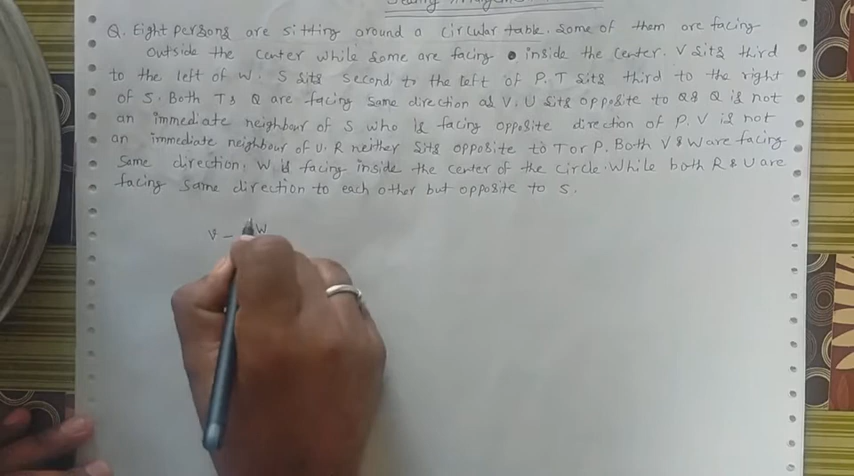 Q. Eight persons are sitting around a circular table. Some of them are facing
outside the center while some are facing inside the center. V sits third
to the left of W. S sits second to the left of P. T sits third to the right
of S. Both T & Q are facing same direction as V. U sits opposite to Q & Q is not
an immediate neighbour of S who is facing opposite direction of P. V is not
an immediate neighbour of U. R neither sits opposite to T or P. Both V & W are facing
same direction. W is facing inside the center of the circle. While both R & U are
facing same direction to each other but opposite to S.
V - W